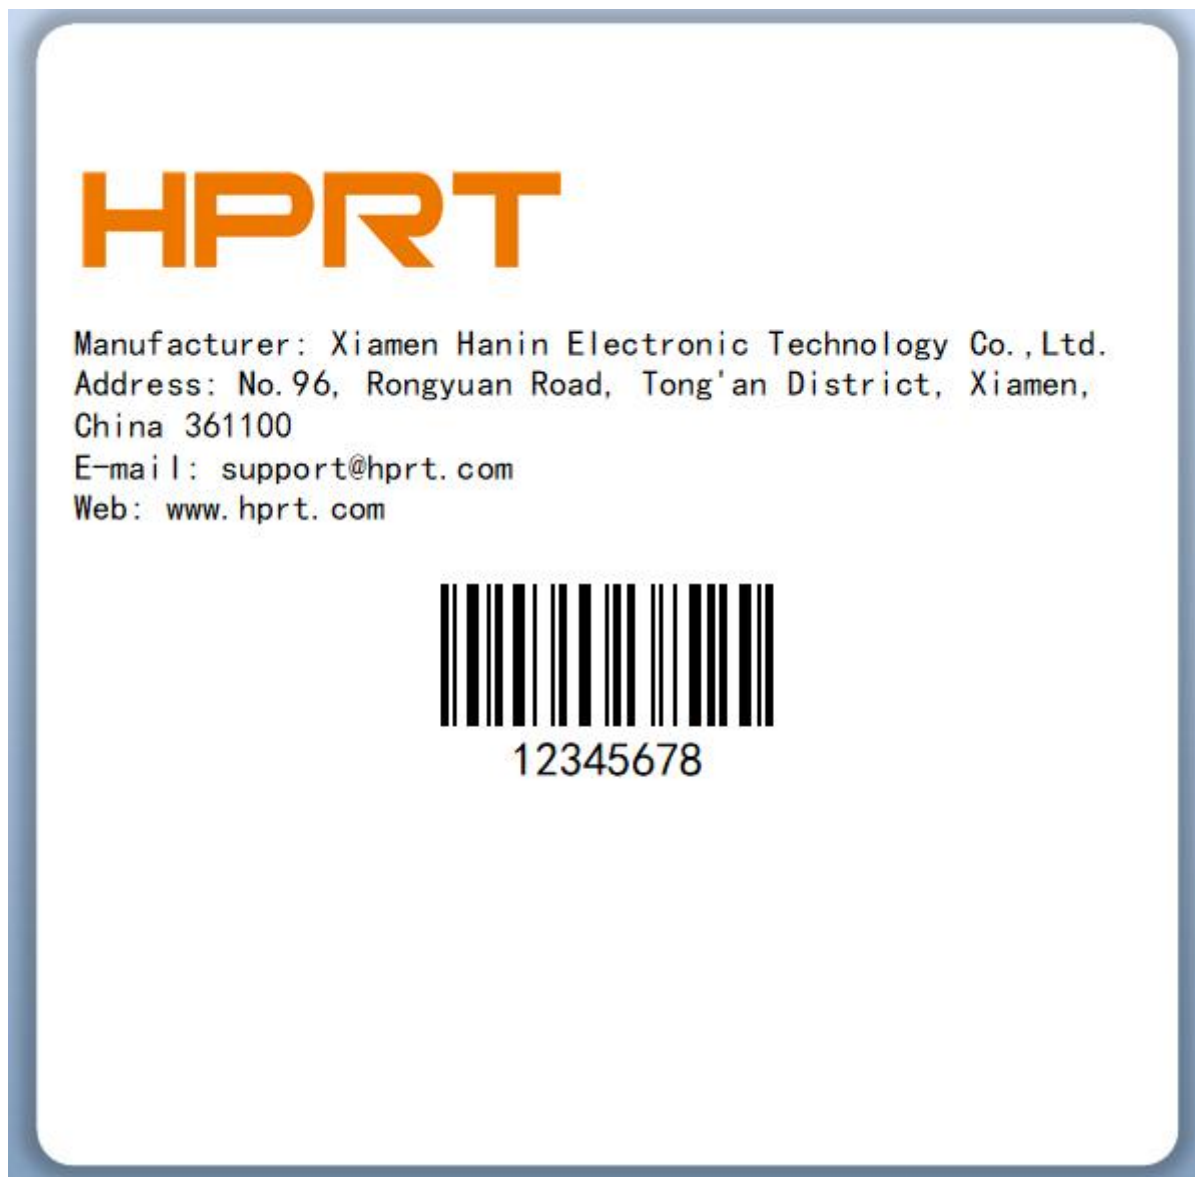 HPRT
Manufacturer: Xiamen Hanin Electronic Technology Co.,Ltd.
Address: No.96, Rongyuan Road, Tong'an District, Xiamen,
China 361100
E-mail: support@hprt.com
Web: www.hprt.com
12345678